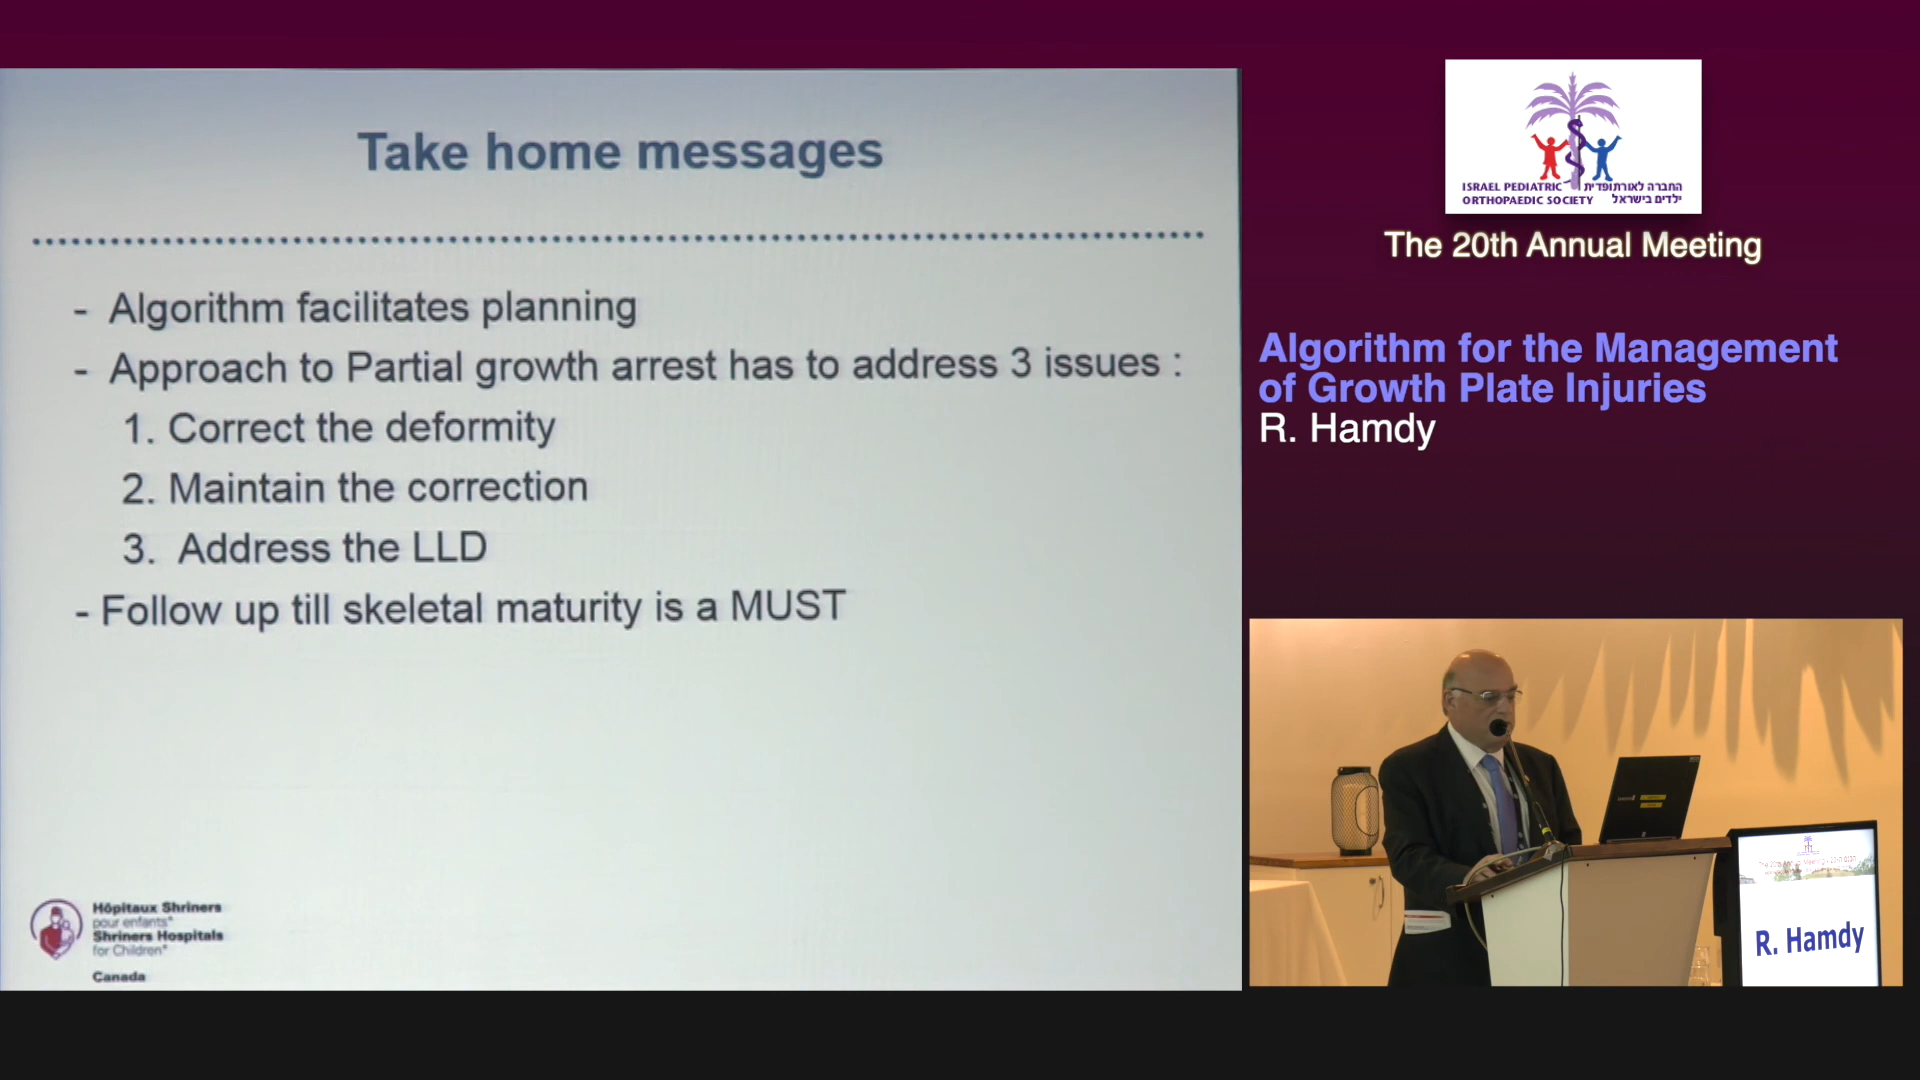 Take home messages
- Algorithm facilitates planning
- Approach to Partial growth arrest has to address 3 issues :
1. Correct the deformity
2. Maintain the correction
3. Address the LLD
- Follow up till skeletal maturity is a MUST
Hôpitaux Shriners
pour enfants®
Shriners Hospitals
for Children®
Canada
ISRAEL PEDIATRIC החברה לאורתופדית
ORTHOPAEDIC SOCIETY ילדים בישראל
The 20th Annual Meeting
Algorithm for the Management
of Growth Plate Injuries
R. Hamdy
R. Hamdy